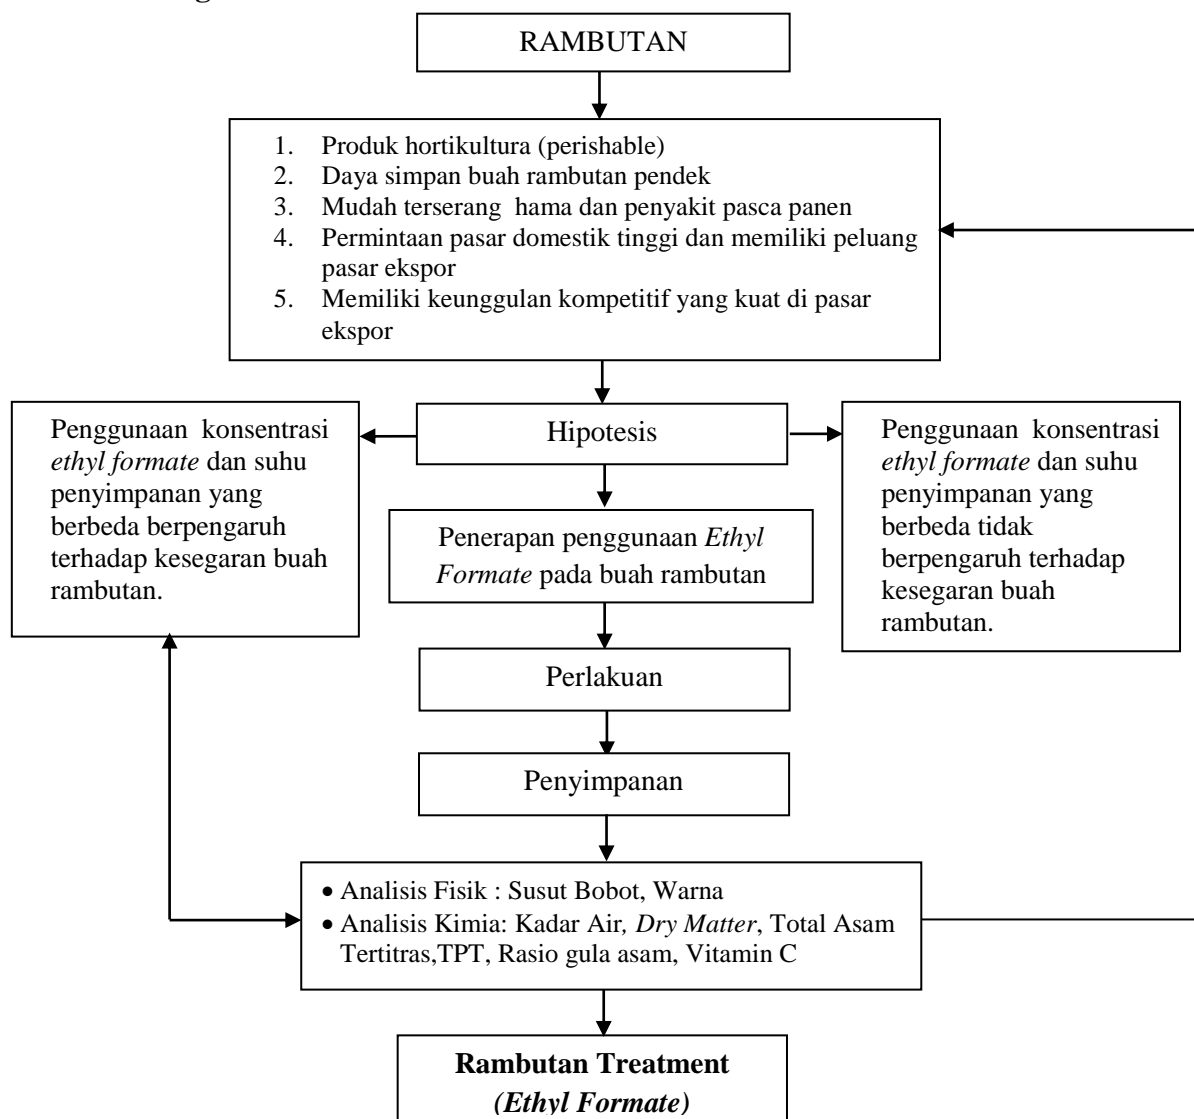 RAMBUTAN
1. Produk hortikultura (perishable)
2. Daya simpan buah rambutan pendek
3. Mudah terserang hama dan penyakit pasca panen
4. Permintaan pasar domestik tinggi dan memiliki peluang
pasar ekspor
5. Memiliki keunggulan kompetitif yang kuat di pasar
ekspor
Penggunaan konsentrasi
ethyl formate dan suhu
penyimpanan yang
berbeda berpengaruh
terhadap kesegaran buah
rambutan.
Hipotesis
Penggunaan konsentrasi
ethyl formate dan suhu
penyimpanan yang
berbeda tidak
berpengaruh terhadap
kesegaran buah
rambutan.
Penerapan penggunaan Ethyl
Formate pada buah rambutan
Perlakuan
Penyimpanan
• Analisis Fisik : Susut Bobot, Warna
• Analisis Kimia: Kadar Air, Dry Matter, Total Asam
Tertitras,TPT, Rasio gula asam, Vitamin C
Rambutan Treatment
(Ethyl Formate)